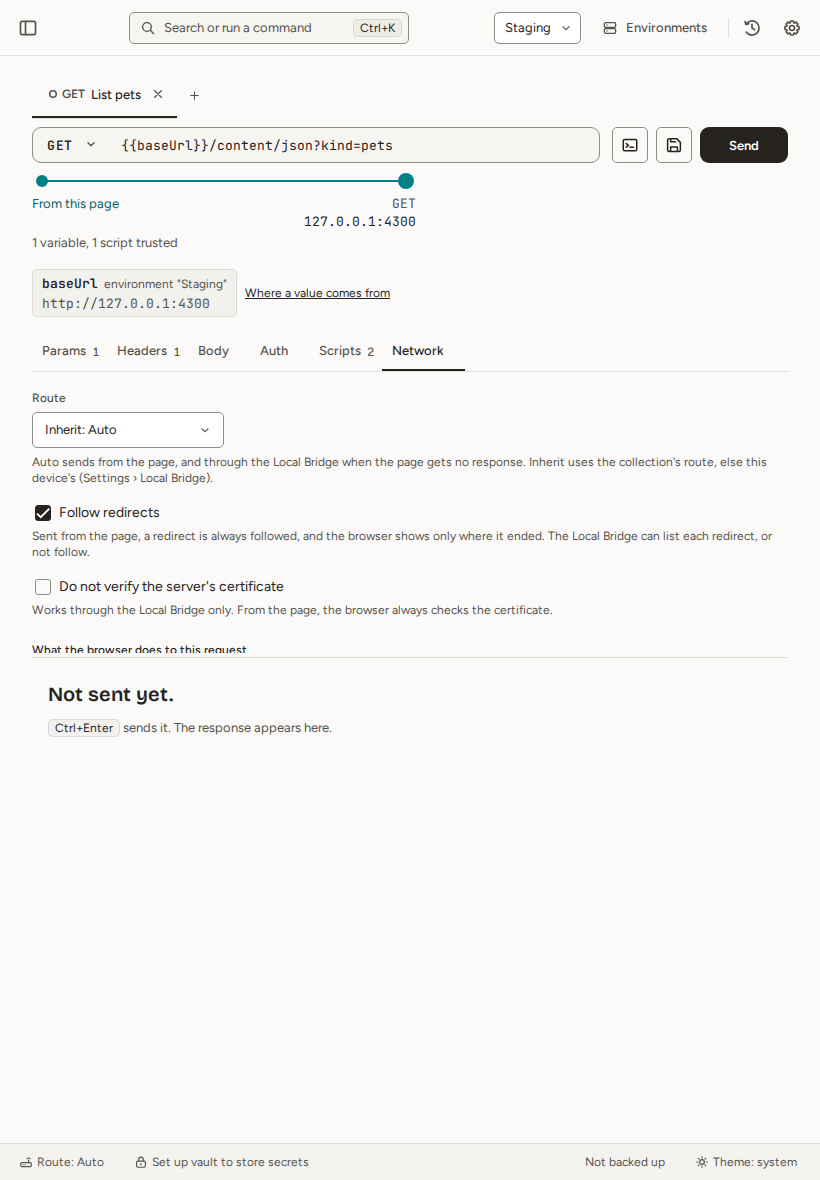 Search or run a command Ctrl+K Staging Environments
GET List pets
GET {{baseUrl}}/content/json?kind=pets Send
From this page GET
127.0.0.1:4300
1 variable, 1 script trusted
baseUrl environment "Staging"
http://127.0.0.1:4300
Where a value comes from
Params 1 Headers 1 Body Auth Scripts 2 Network
Route
Inherit: Auto
Auto sends from the page, and through the Local Bridge when the page gets no response. Inherit uses the collection's route, else this
device's (Settings › Local Bridge).
Follow redirects
Sent from the page, a redirect is always followed, and the browser shows only where it ended. The Local Bridge can list each redirect, or
not follow.
Do not verify the server's certificate
Works through the Local Bridge only. From the page, the browser always checks the certificate.
What the browser does to this request
Not sent yet.
Ctrl+Enter sends it. The response appears here.
Route: Auto Set up vault to store secrets Not backed up Theme: system